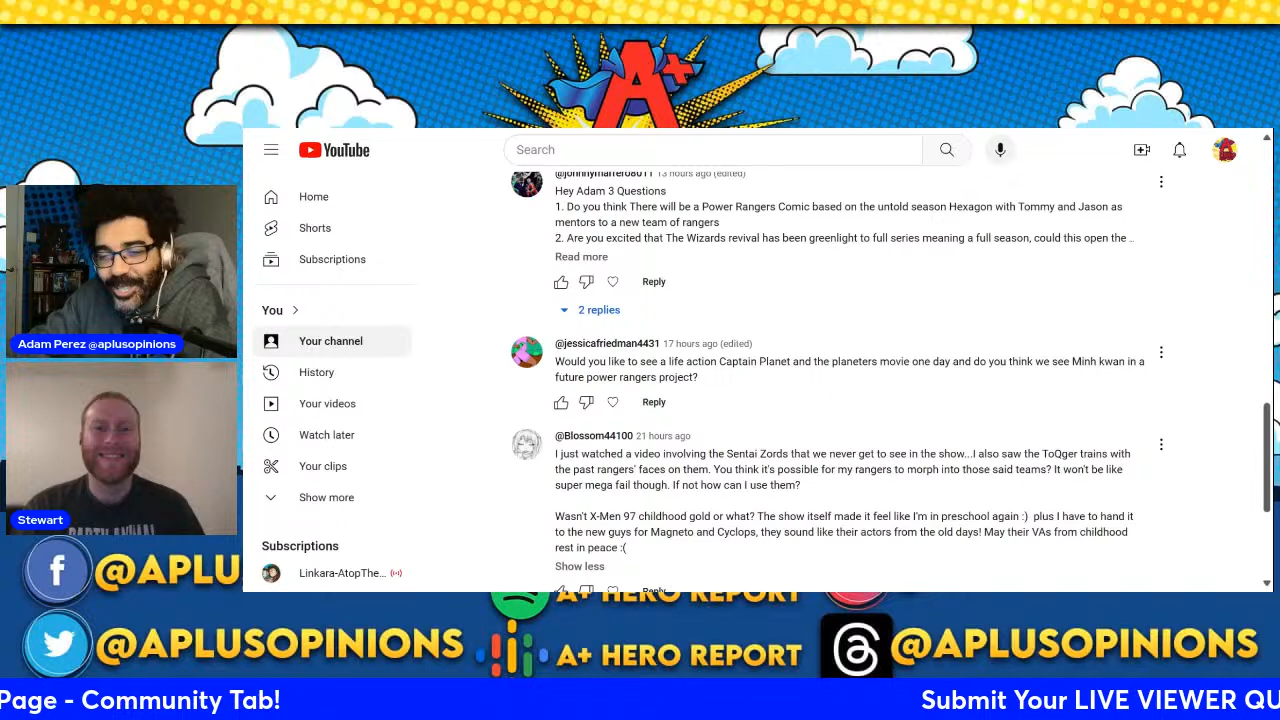 A+
YouTube
Search
@johnnymarrero8011 13 hours ago (edited)
Hey Adam 3 Questions
1. Do you think There will be a Power Rangers Comic based on the untold season Hexagon with Tommy and Jason as
mentors to a new team of rangers
2. Are you excited that The Wizards revival has been greenlight to full series meaning a full season, could this open the ..
Read more
Reply
2 replies
@jessicafriedman4431 17 hours ago (edited)
Would you like to see a life action Captain Planet and the planeters movie one day and do you think we see Minh kwan in a
future power rangers project?
Reply
@Blossom44100 21 hours ago
I just watched a video involving the Sentai Zords that we never get to see in the show...I also saw the ToQger trains with
the past rangers' faces on them. You think it's possible for my rangers to morph into those said teams? It won't be like
super mega fail though. If not how can I use them?
Wasn't X-Men 97 childhood gold or what? The show itself made it feel like I'm in preschool again :) plus I have to hand it
to the new guys for Magneto and Cyclops, they sound like their actors from the old days! May their VAs from childhood
rest in peace :(
Show less
Reply
Home
Shorts
Subscriptions
You
Your channel
History
Your videos
Watch later
Your clips
Show more
Subscriptions
Linkara-AtopThe...
Adam Perez @aplusopinions
Stewart
@APLU
A+ HERO REPORT
@APLUSOPINIONS
A+ HERO REPORT
@APLUSOPINIONS
Page - Community Tab!
Submit Your LIVE VIEWER QU